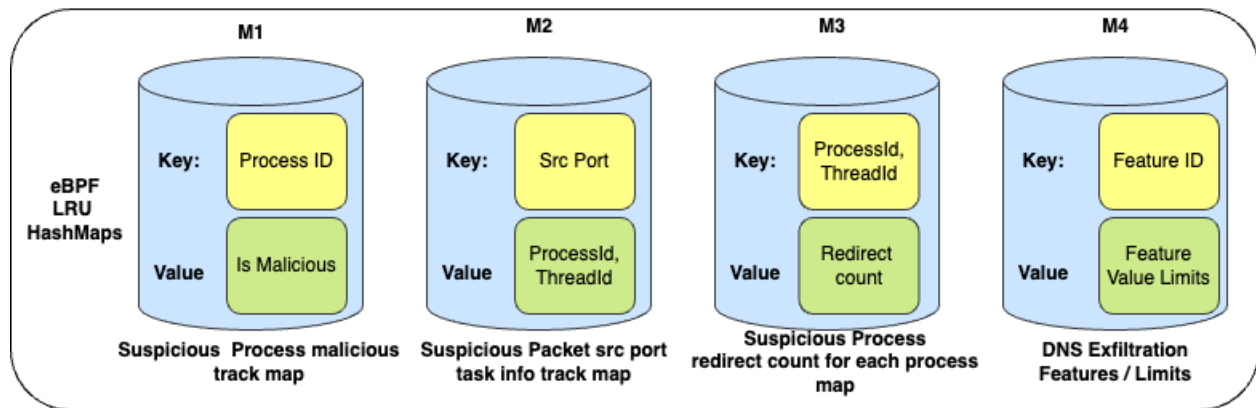 M1
M2
M3
M4
eBPF
LRU
HashMaps
Key:
Process ID
Value
Is Malicious
Suspicious Process malicious
track map
Key:
Src Port
Value
ProcessId,
ThreadId
Suspicious Packet src port
task info track map
Key:
ProcessId,
ThreadId
Value
Redirect
count
Suspicious Process
redirect count for each process
map
Key:
Feature ID
Value
Feature
Value Limits
DNS Exfiltration
Features / Limits